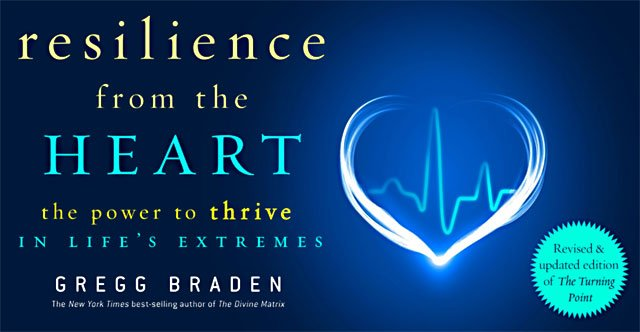 resilience
from the
HEART
the power to thrive
IN LIFE'S EXTREMES
GREGG BRADEN
The New York Times best-selling author of The Divine Matrix
Revised &
updated edition
of The Turning
Point